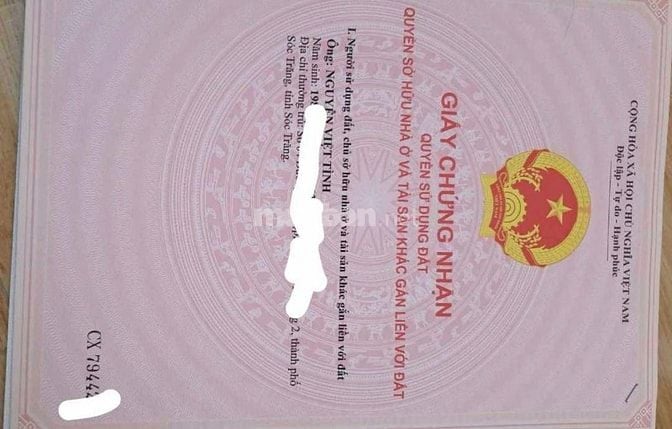 CỘNG HÒA XÃ HỘI CHỦ NGHĨA VIỆT NAM
Độc lập - Tự do - Hạnh phúc
GIẤY CHỨNG NHẬN
QUYỀN SỬ DỤNG ĐẤT
QUYỀN SỞ HỮU NHÀ Ở VÀ TÀI SẢN KHÁC GẮN LIỀN VỚI ĐẤT
I. Người sử dụng đất, chủ sở hữu nhà ở và tài sản khác gắn liền với đất
Ông: NGUYỄN VIỆT TÌNH
Năm sinh: 19
Địa chỉ thường trú: Số 2, thành phố
Sóc Trăng, tỉnh Sóc Trăng.
CX 7944